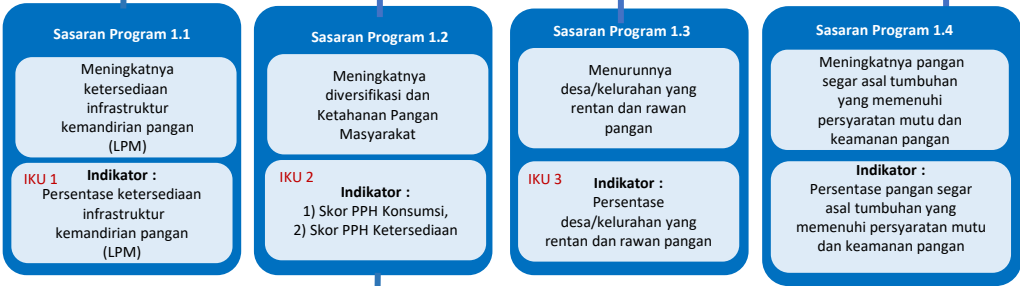 Sasaran Program 1.1
Meningkatnya
ketersediaan
infrastruktur
kemandirian pangan
(LPM)
IKU 1
Indikator :
Persentase ketersediaan
infrastruktur
kemandirian pangan
(LPM)
Sasaran Program 1.2
Meningkatnya
diversifikasi dan
Ketahanan Pangan
Masyarakat
IKU 2
Indikator :
1) Skor PPH Konsumsi,
2) Skor PPH Ketersediaan
Sasaran Program 1.3
Menurunnya
desa/kelurahan yang
rentan dan rawan
pangan
IKU 3
Indikator :
Persentase
desa/kelurahan yang
rentan dan rawan pangan
Sasaran Program 1.4
Meningkatnya pangan
segar asal tumbuhan
yang memenuhi
persyaratan mutu dan
keamanan pangan
Indikator :
Persentase pangan segar
asal tumbuhan yang
memenuhi persyaratan mutu
dan keamanan pangan